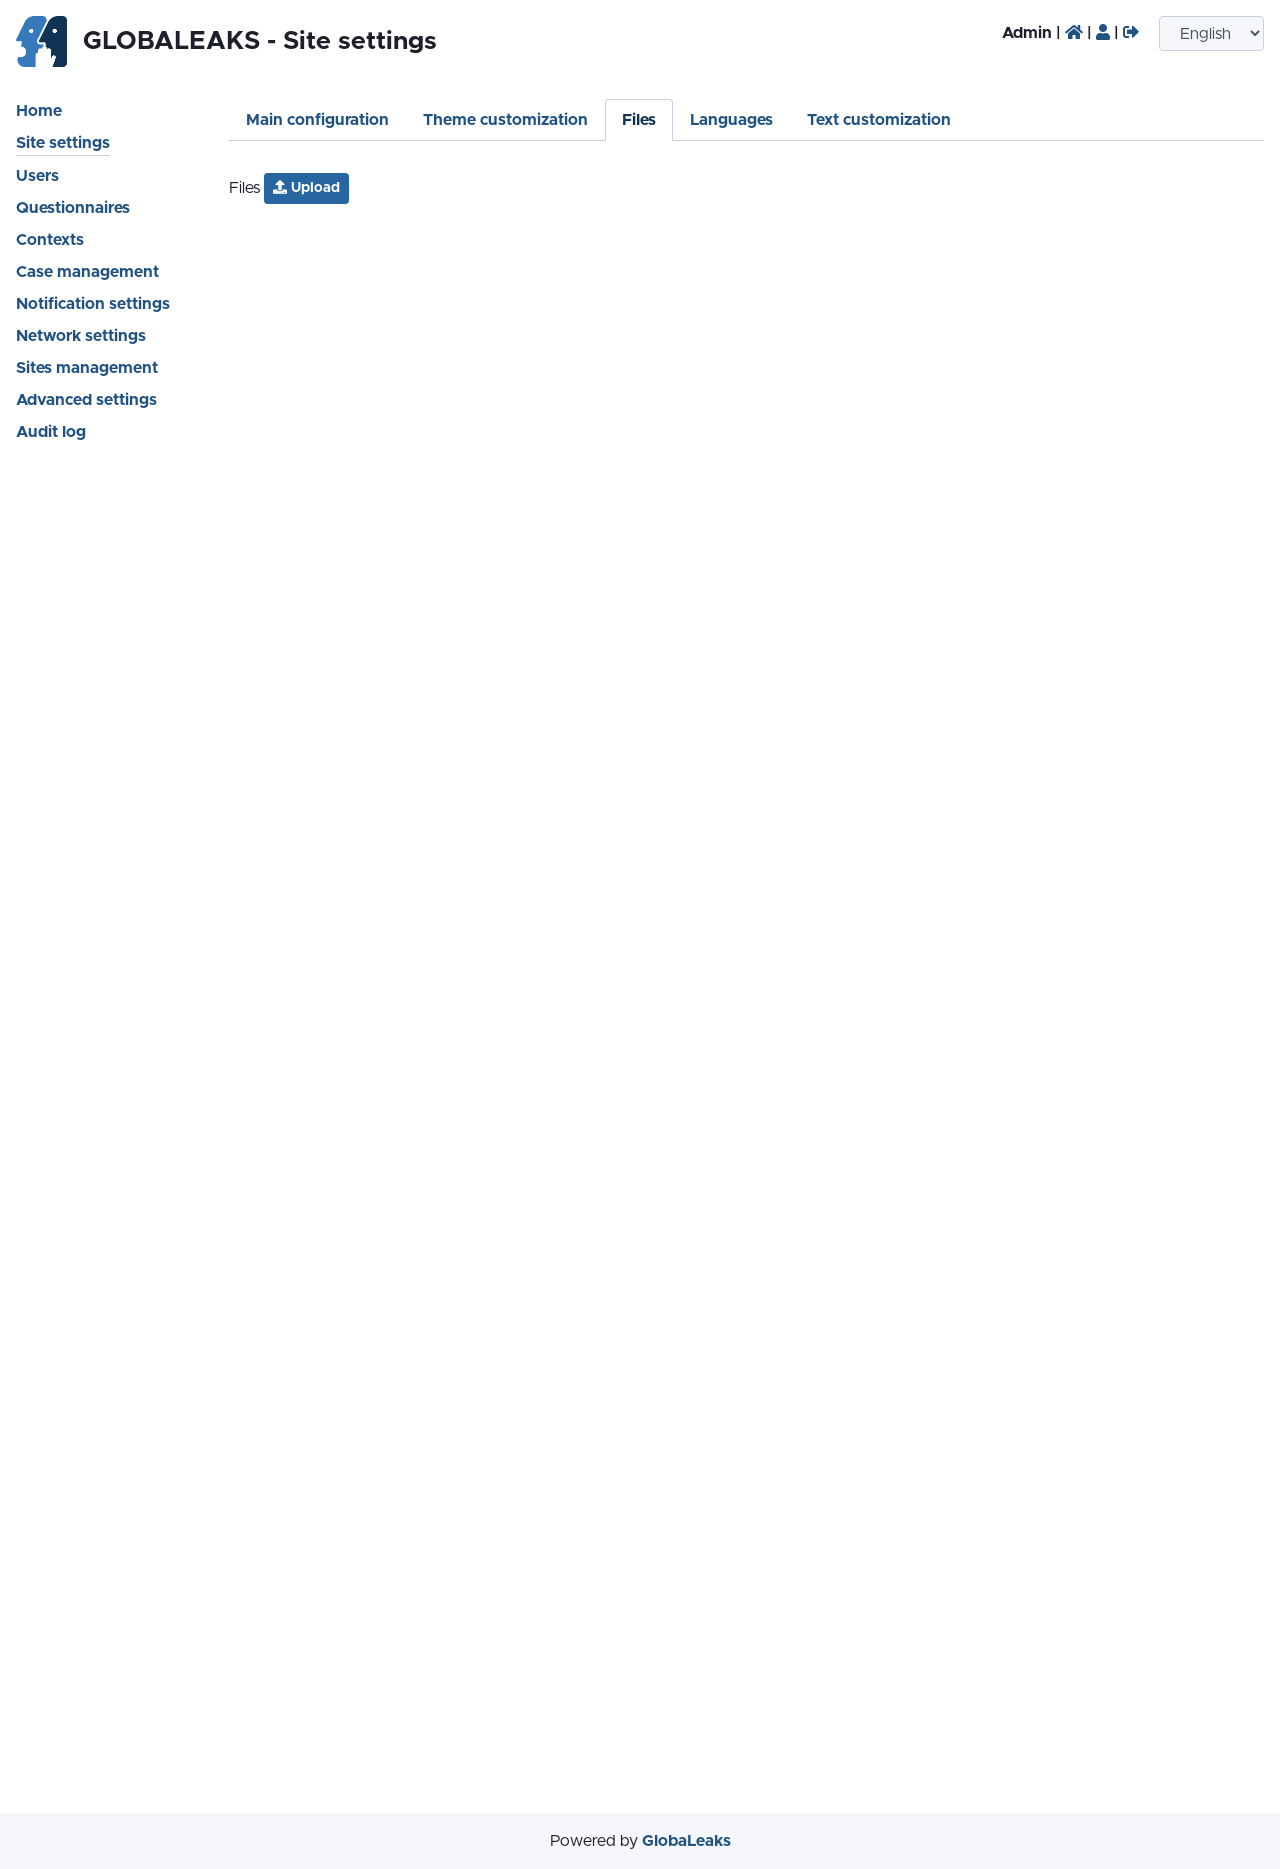 GLOBALEAKS - Site settings
Admin | | |
English
Home
Site settings
Users
Questionnaires
Contexts
Case management
Notification settings
Network settings
Sites management
Advanced settings
Audit log
Main configuration Theme customization Files Languages Text customization
Files Upload
Powered by GlobaLeaks